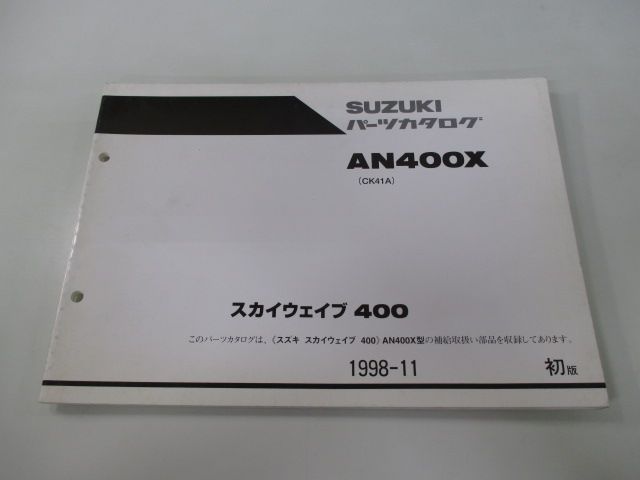 SUZUKI
パーツカタログ
AN400X
(CK41A)
スカイウェイブ 400
このパーツカタログは、〈スズキ スカイウェイブ 400〉AN400X型の補給取扱い部品を収録してあります。
1998-11 初版